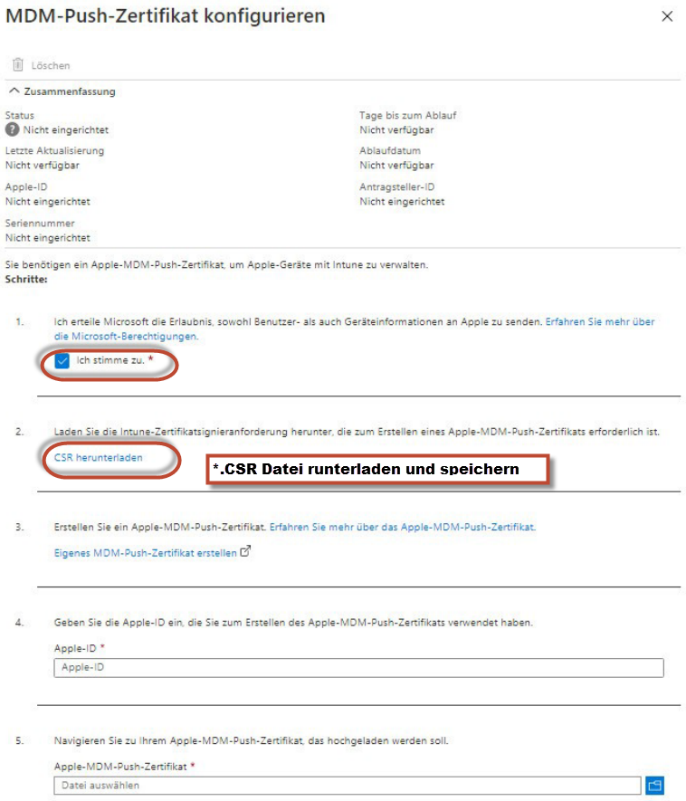 MDM-Push-Zertifikat konfigurieren
Löschen
Zusammenfassung
Status
Nicht eingerichtet
Tage bis zum Ablauf
Nicht verfügbar
Letzte Aktualisierung
Nicht verfügbar
Ablaufdatum
Nicht verfügbar
Apple-ID
Nicht eingerichtet
Antragsteller-ID
Nicht eingerichtet
Seriennummer
Nicht eingerichtet
Sie benötigen ein Apple-MDM-Push-Zertifikat, um Apple-Geräte mit Intune zu verwalten.
Schritte:
1. Ich erteile Microsoft die Erlaubnis, sowohl Benutzer- als auch Geräteinformationen an Apple zu senden. Erfahren Sie mehr über
die Microsoft-Berechtigungen.
Ich stimme zu. *
2. Laden Sie die Intune-Zertifikatsignieranforderung herunter, die zum Erstellen eines Apple-MDM-Push-Zertifikats erforderlich ist.
CSR herunterladen
*.CSR Datei runterladen und speichern
3. Erstellen Sie ein Apple-MDM-Push-Zertifikat. Erfahren Sie mehr über das Apple-MDM-Push-Zertifikat.
Eigenes MDM-Push-Zertifikat erstellen
4. Geben Sie die Apple-ID ein, die Sie zum Erstellen des Apple-MDM-Push-Zertifikats verwendet haben.
Apple-ID *
Apple-ID
5. Navigieren Sie zu Ihrem Apple-MDM-Push-Zertifikat, das hochgeladen werden soll.
Apple-MDM-Push-Zertifikat *
Datei auswählen